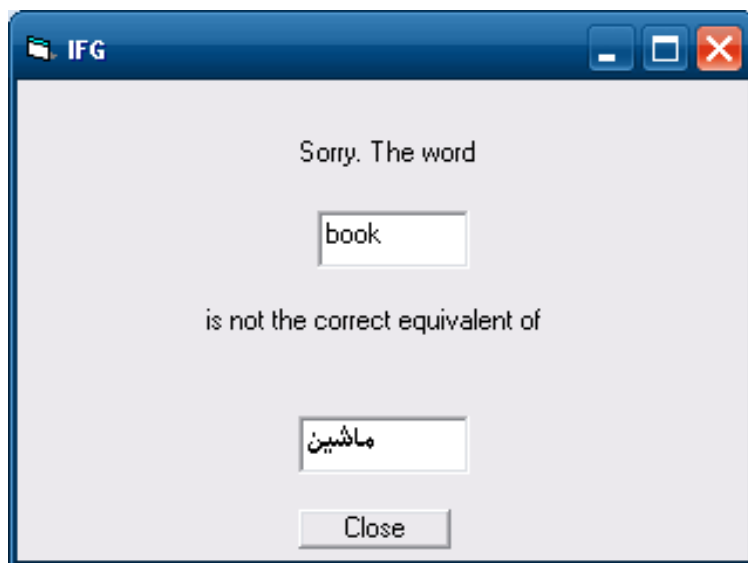 IFG
Sorry. The word
book
is not the correct equivalent of
ماشین
Close